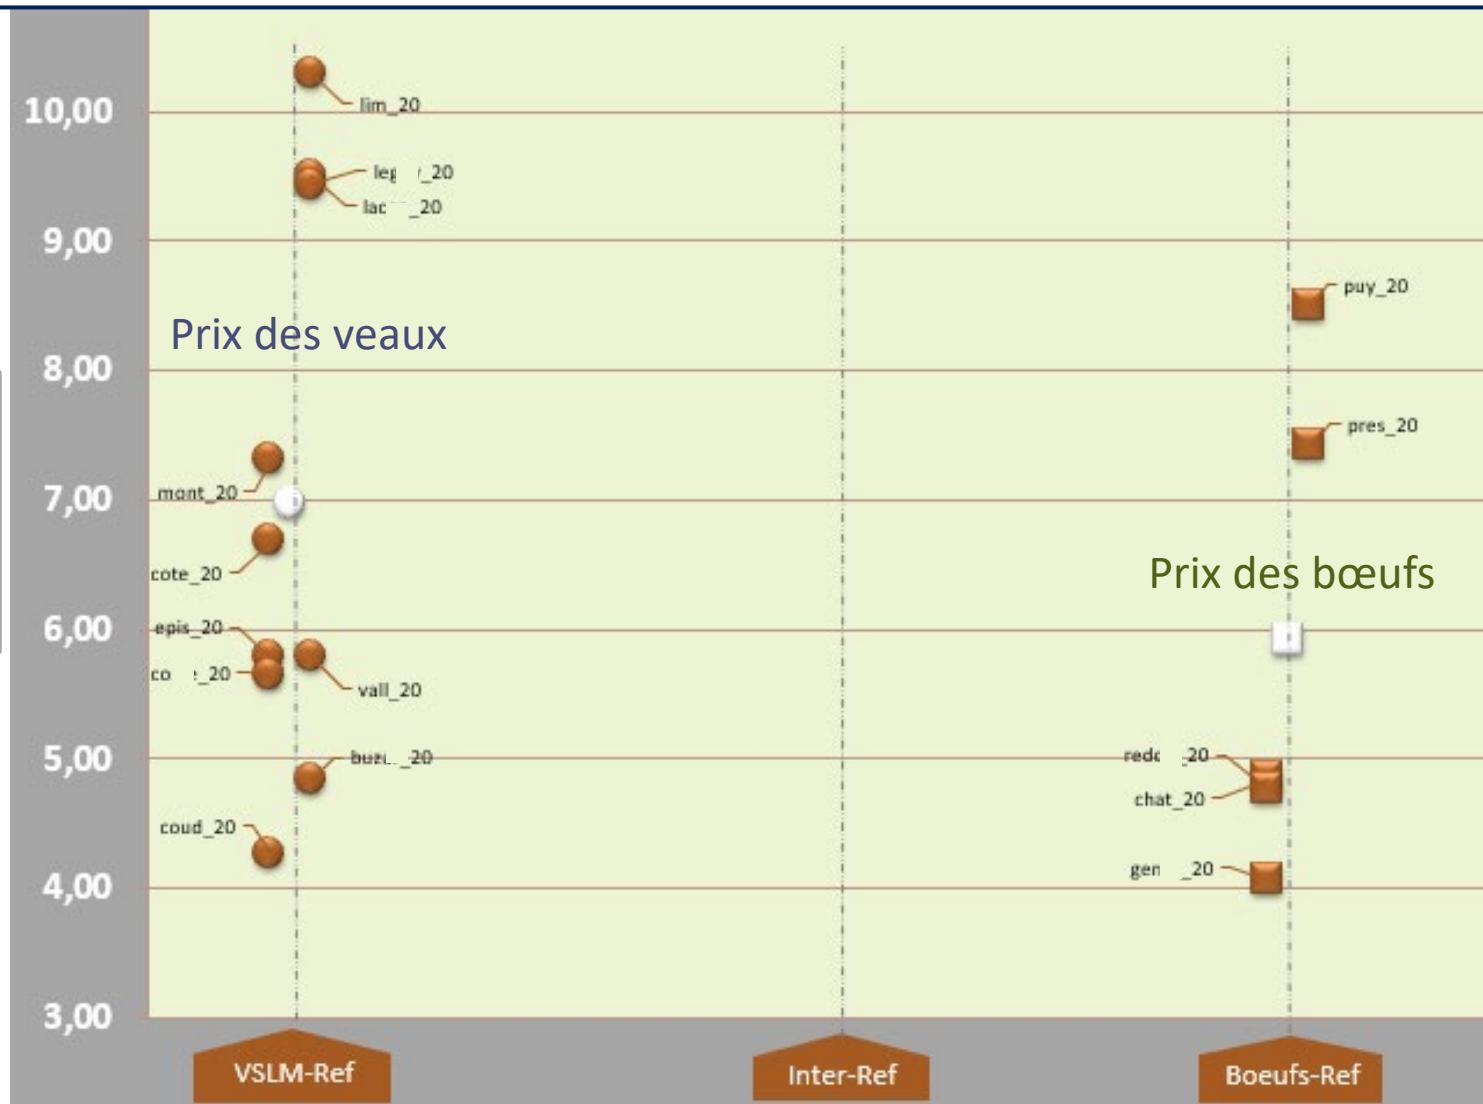 10,00
9,00
8,00
7,00
6,00
5,00
4,00
3,00
lim_20
Prix des veaux
mont_20
cote_20
epis_20
vall_20
coud_20
puy_20
pres_20
Prix des bœufs
chat_20
VSLM-Ref
Inter-Ref
Boeufs-Ref